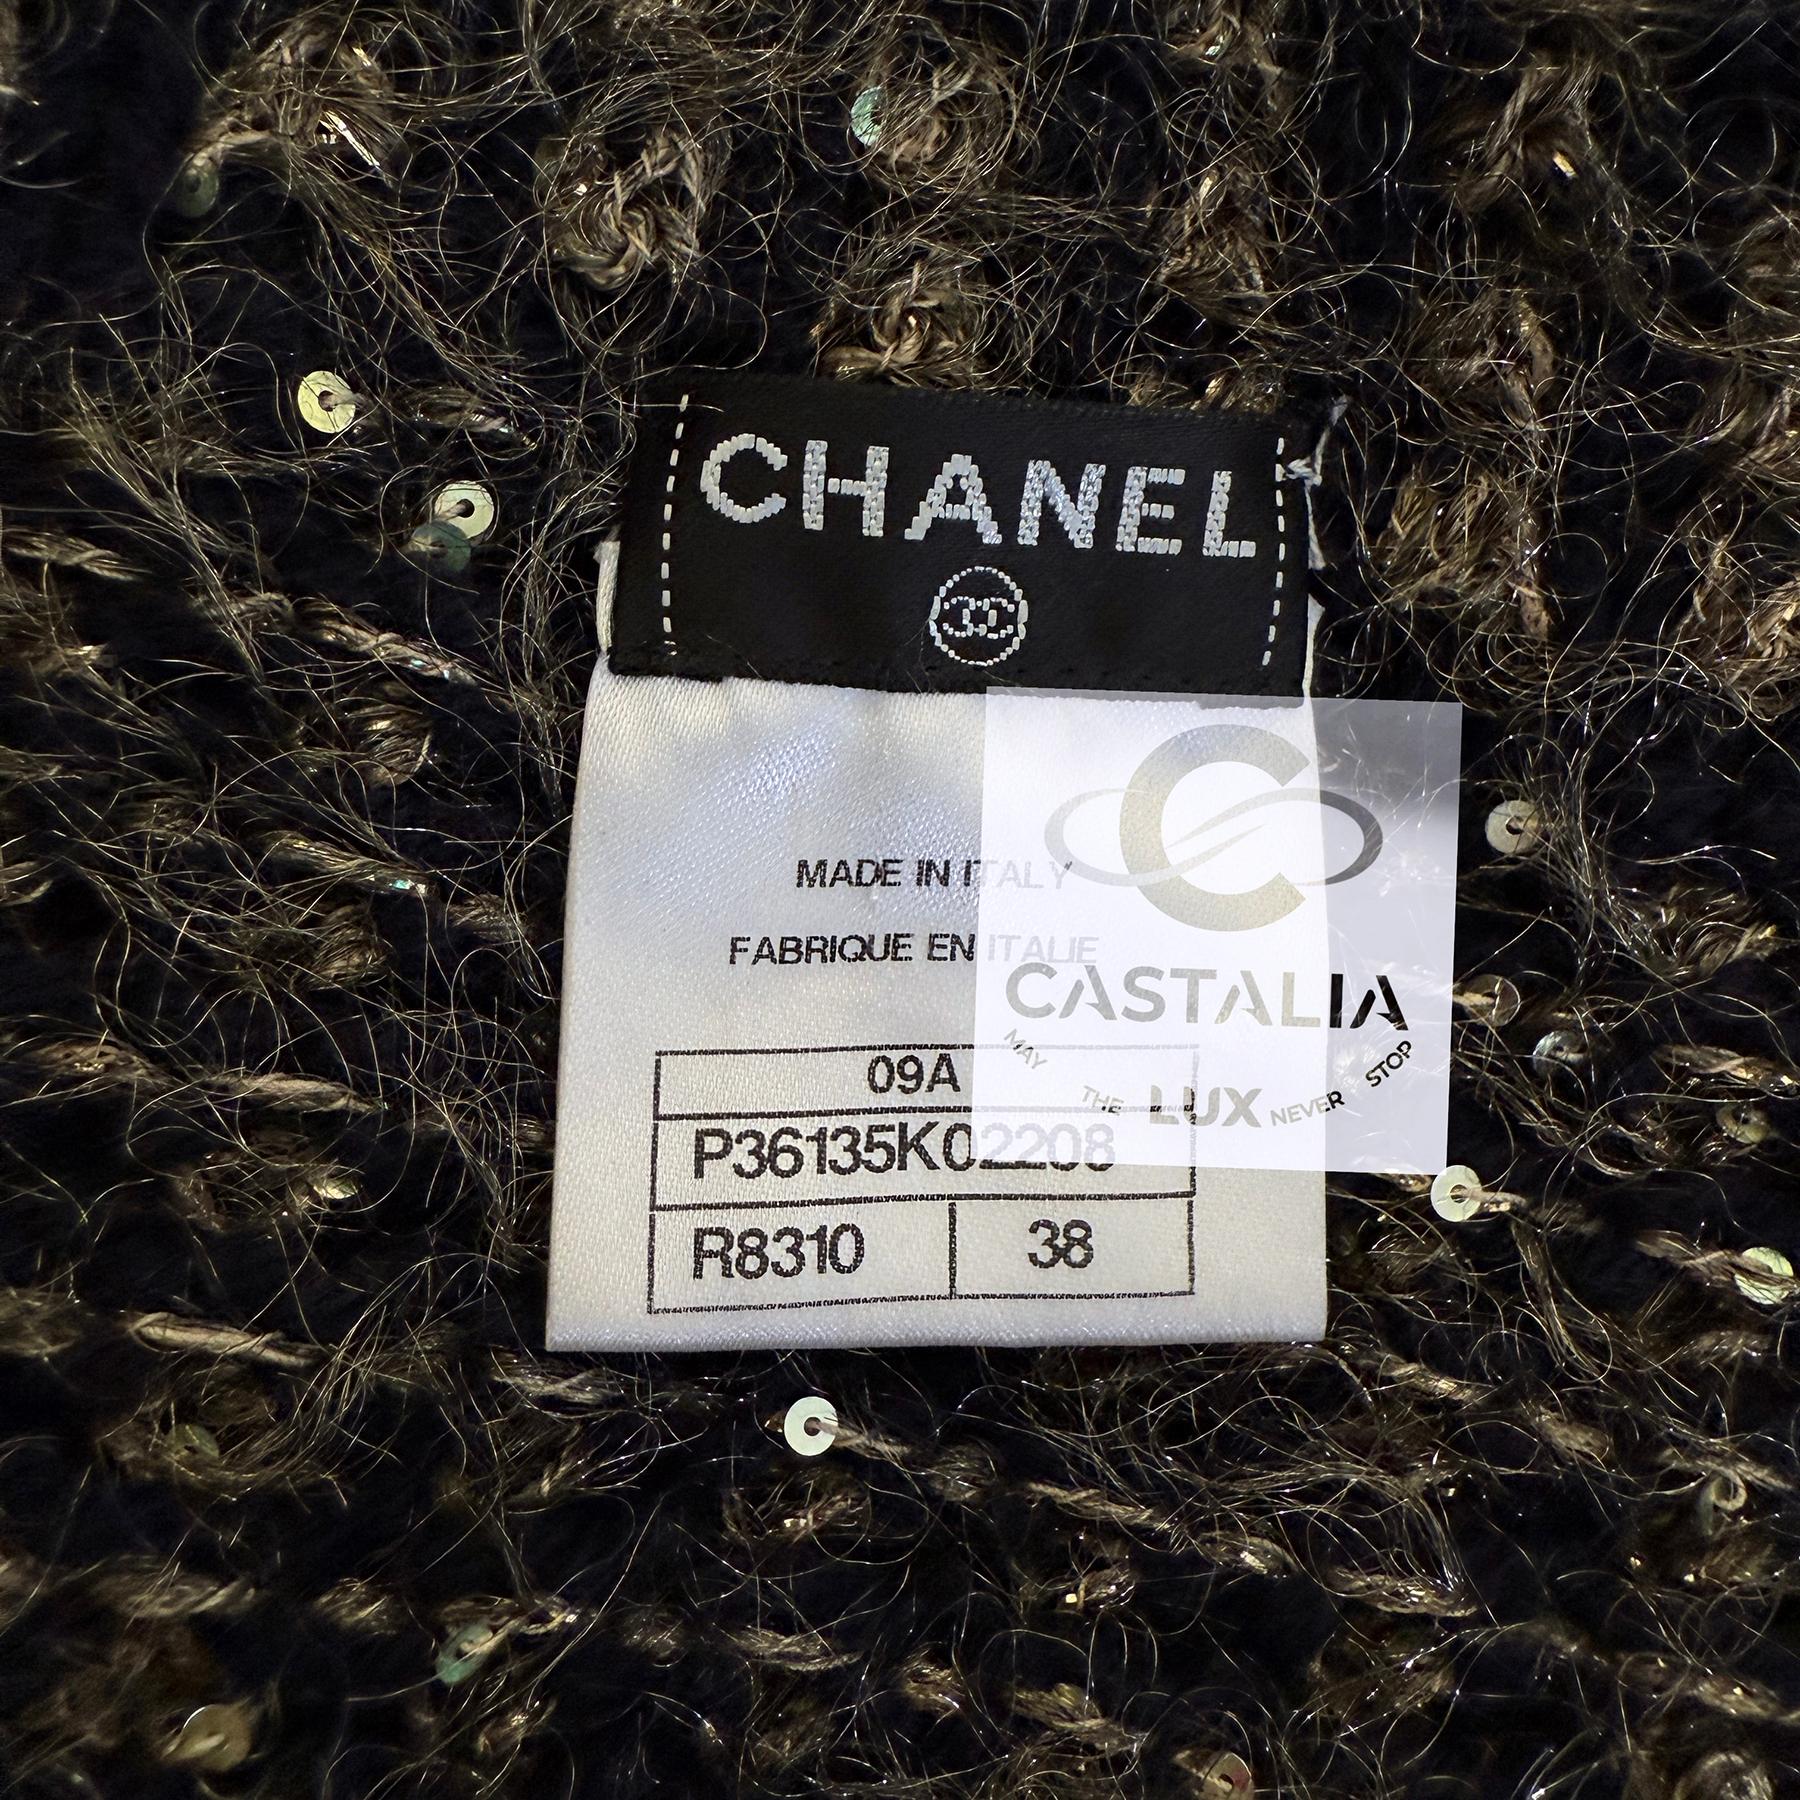 CHANEL
MADE IN ITALY
FABRIQUE EN ITALIE
CASTALIA
MAY THE LUX NEVER STOP
09A
P36135K02208
R8310 38